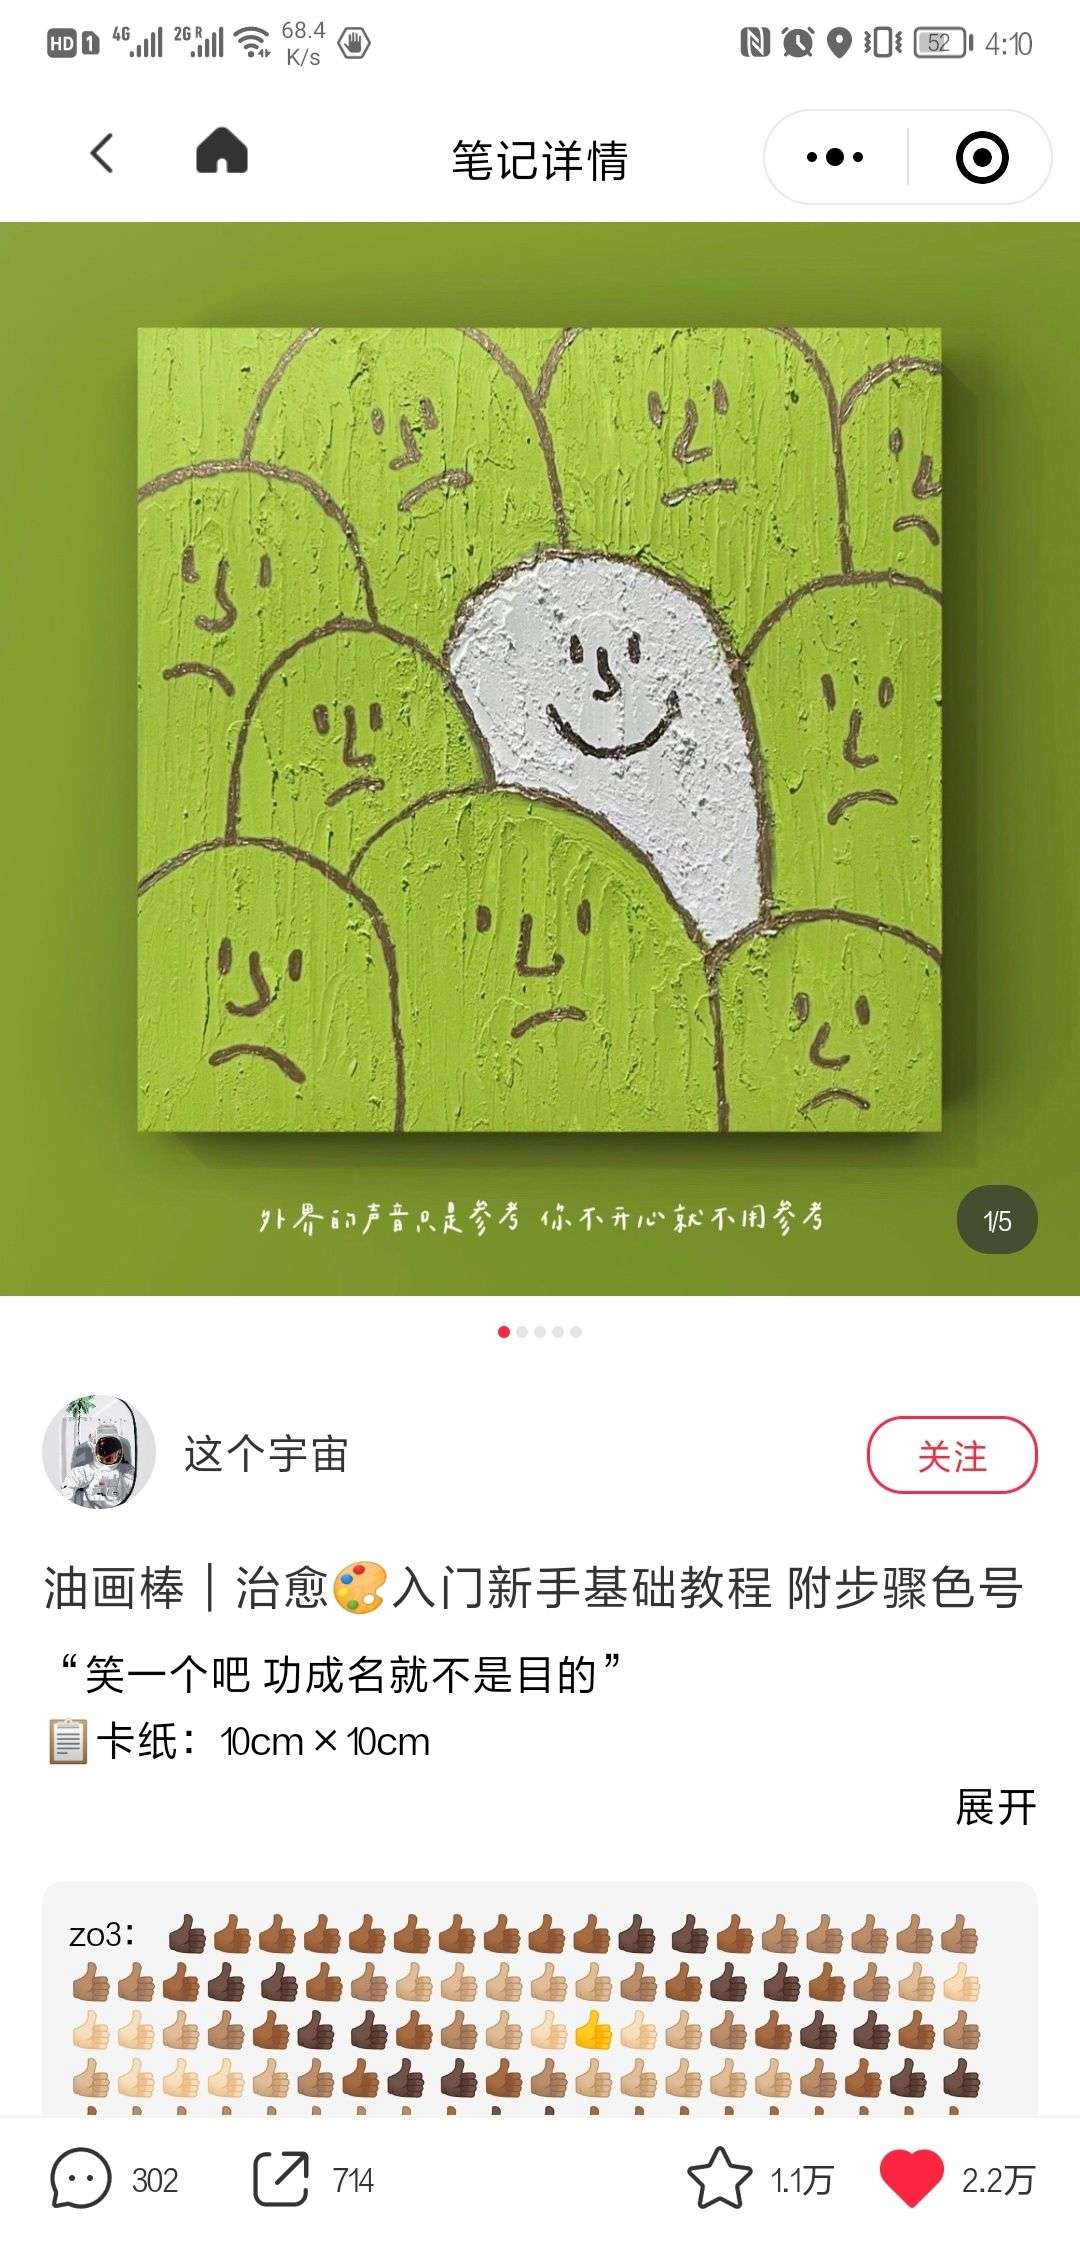 HD 1 4G 2G R 68.4 K/s 52 4:10
笔记详情
外界的声音只是参考 你不开心就不用参考
1/5
这个宇宙
关注
油画棒｜治愈🎨入门新手基础教程 附步骤色号
“笑一个吧 功成名就不是目的”
📋卡纸：10cm×10cm
展开
zo3：
302 714 1.1万 2.2万